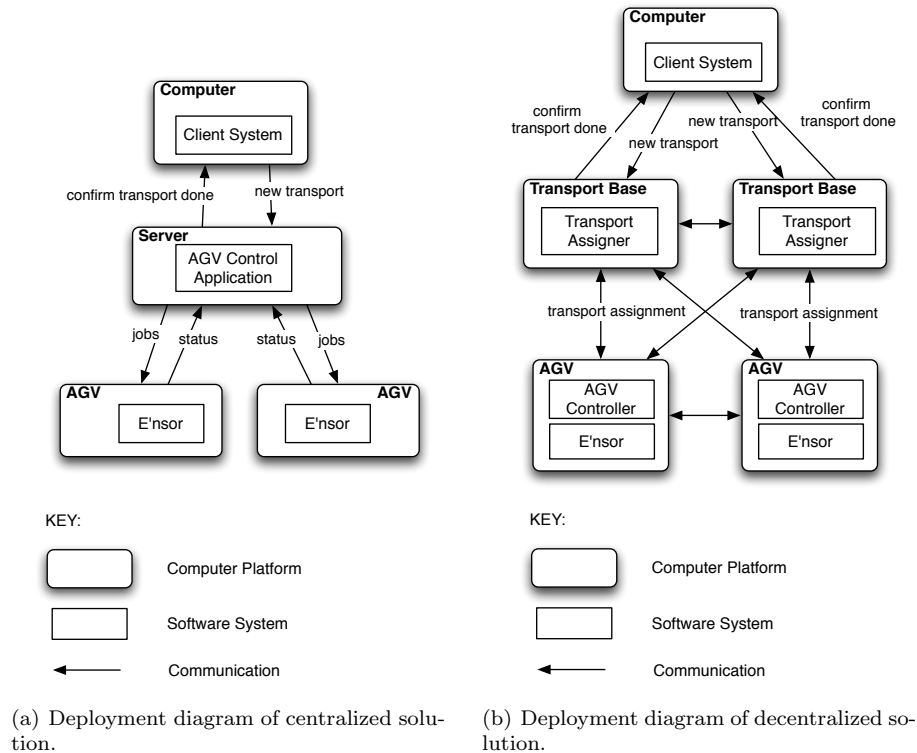 Computer
Client System
confirm transport done
new transport
Server
AGV Control
Application
jobs
status
status
jobs
AGV
E'nsor
AGV
E'nsor
KEY:
Computer Platform
Software System
Communication
(a) Deployment diagram of centralized solu-
tion.
Computer
Client System
confirm
transport done
new transport
new transport
confirm
transport done
Transport Base
Transport
Assigner
Transport Base
Transport
Assigner
transport assignment
transport assignment
AGV
AGV
Controller
E'nsor
AGV
AGV
Controller
E'nsor
KEY:
Computer Platform
Software System
Communication
(b) Deployment diagram of decentralized so-
lution.